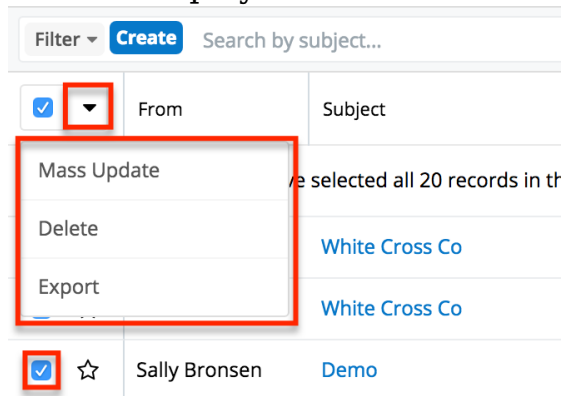 Filter Create Search by subject...
From Subject
Mass Update
selected all 20 records in
Delete
White Cross Co
Export
White Cross Co
Sally Bronsen Demo